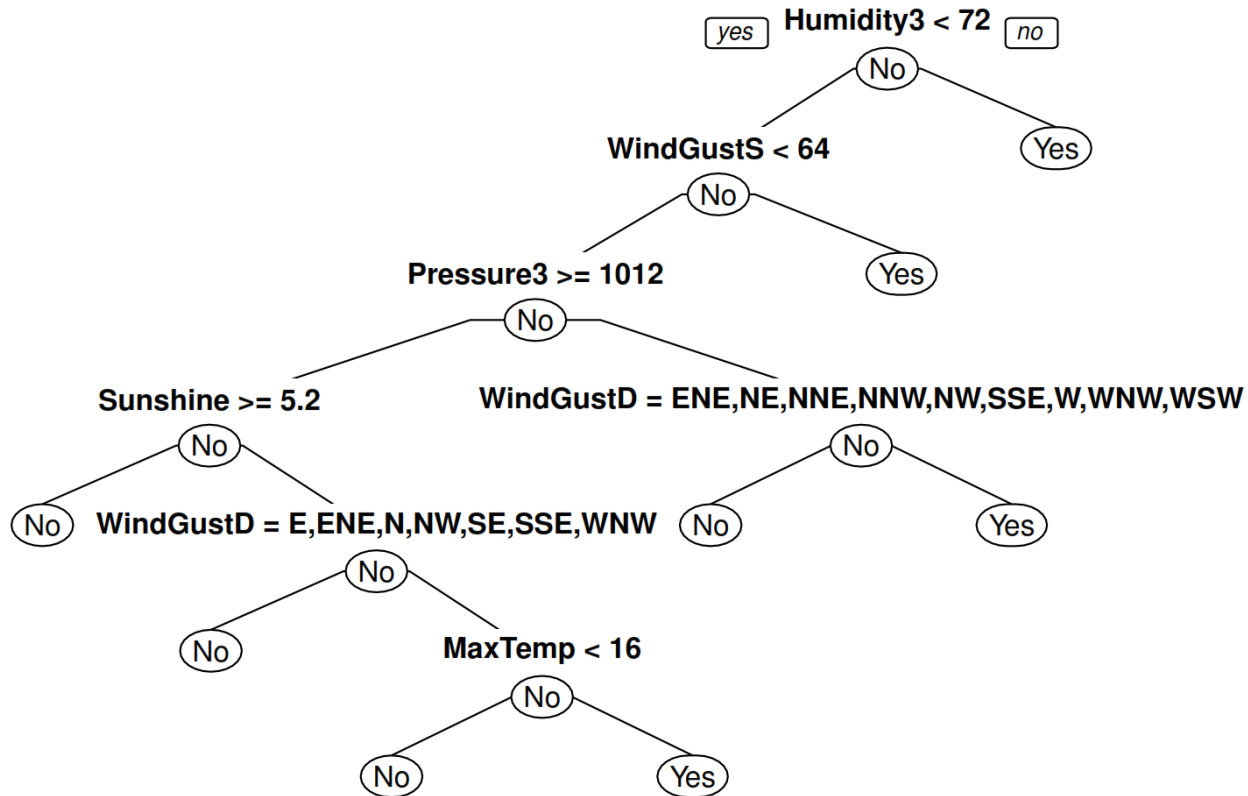 yes Humidity3 < 72 no
No
WindGustS < 64 Yes
No
Pressure3 >= 1012 Yes
No
Sunshine >= 5.2 WindGustD = ENE,NE,NNE,NNW,NW,SSE,W,WNW,WSW
No No
No WindGustD = E,ENE,N,NW,SE,SSE,WNW No Yes
No
No MaxTemp < 16
No
No Yes